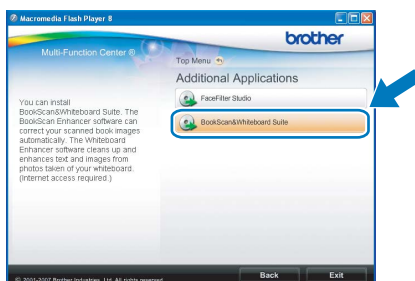 Macromedia Flash Player 8
brother
Multi-Function Center ®
Top Menu
Additional Applications
FaceFilter Studio
BookScan&Whiteboard Suite
You can install
BookScan&Whiteboard Suite. The
BookScan Enhancer software can
correct your scanned book images
automatically. The Whiteboard
Enhancer software cleans up and
enhances text and images from
photos taken of your whiteboard.
(Internet access required.)
Back Exit
© 2001-2007 Brother Industries, Ltd. All rights reserved.